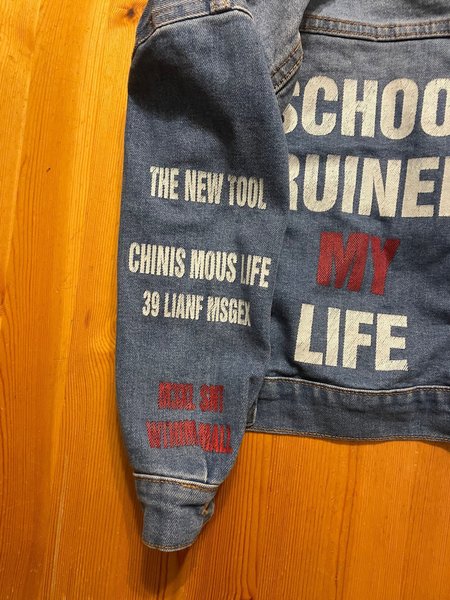 THE NEW TOOL
CHINIS MOUS LIFE
39 LIANF MSGEX
SCHOO
RUINE
MY
LIFE